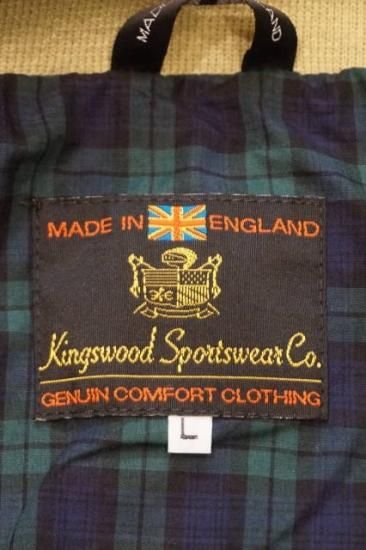 MADE IN ENGLAND
Kingswood Sportswear Co.
GENUIN COMFORT CLOTHING
L